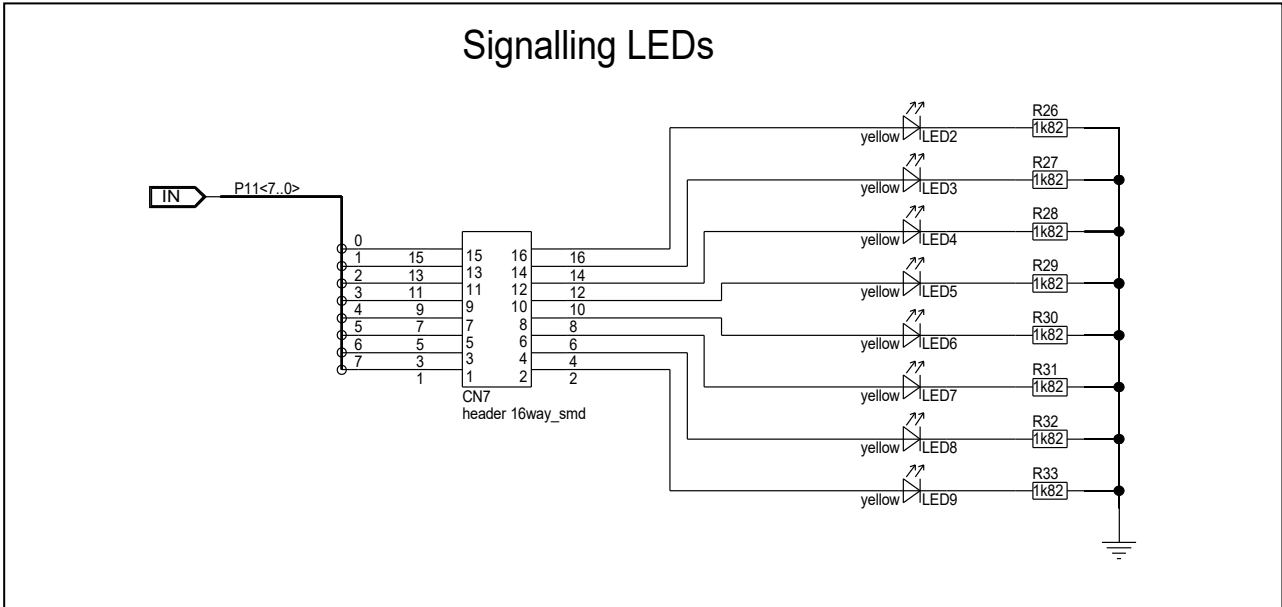 Signalling LEDs
IN
P11<7..0>
0
1
2
3
4
5
6
7
15
13
11
9
7
5
3
1
15 16
13 14
11 12
9 10
7 8
5 6
3 4
1 2
16
14
12
10
8
6
4
2
CN7
header 16way_smd
yellow LED2
R26
1k82
yellow LED3
R27
1k82
yellow LED4
R28
1k82
yellow LED5
R29
1k82
yellow LED6
R30
1k82
yellow LED7
R31
1k82
yellow LED8
R32
1k82
yellow LED9
R33
1k82